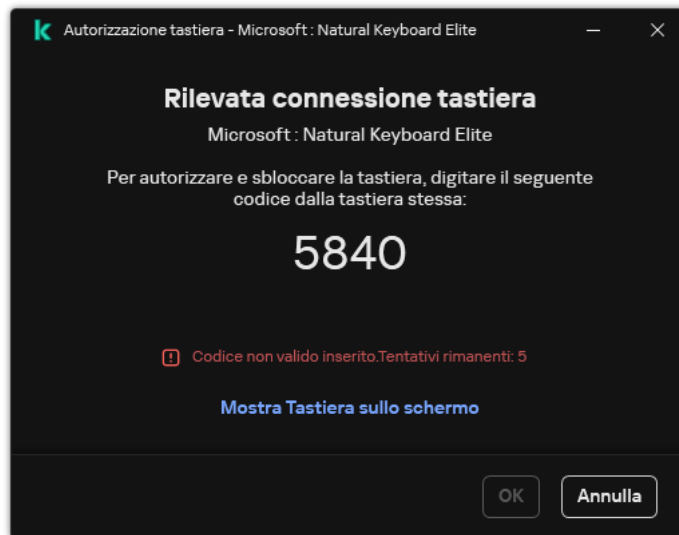 Autorizzazione tastiera - Microsoft : Natural Keyboard Elite
Rilevata connessione tastiera
Microsoft : Natural Keyboard Elite
Per autorizzare e sbloccare la tastiera, digitare il seguente
codice dalla tastiera stessa:
5840
Codice non valido inserito.Tentativi rimanenti: 5
Mostra Tastiera sullo schermo
OK
Annulla